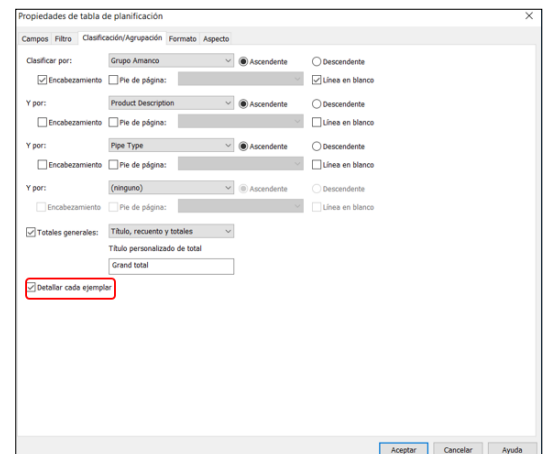 Propiedades de tabla de planificación
Campos Filtro Clasificación/Agrupación Formato Aspecto
Clasificar por: Grupo Amanco Ascendente Descendente
Encabezamiento Pie de página: Línea en blanco
Y por: Product Description Ascendente Descendente
Encabezamiento Pie de página: Línea en blanco
Y por: Pipe Type Ascendente Descendente
Encabezamiento Pie de página: Línea en blanco
Y por: (ninguno) Ascendente Descendente
Encabezamiento Pie de página: Línea en blanco
Totales generales: Título, recuento y totales
Título personalizado de total
Grand total
Detallar cada ejemplar
Aceptar Cancelar Ayuda